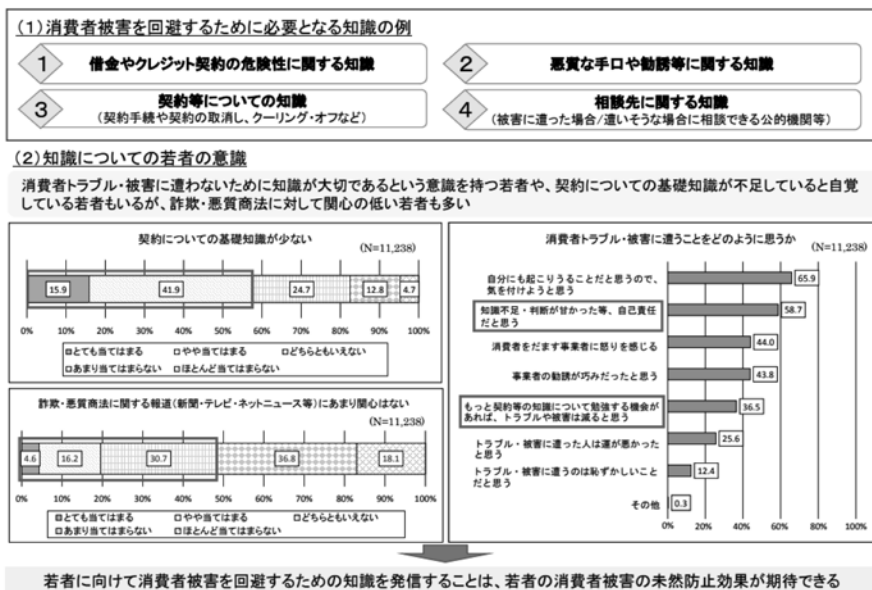 (1)消費者被害を回避するために必要となる知識の例
1 借金やクレジット契約の危険性に関する知識
2 悪質な手口や勧誘等に関する知識
3 契約等についての知識
(契約手続や契約の取消し、クーリング・オフなど)
4 相談先に関する知識
(被害に遭った場合/遭いそうな場合に相談できる公的機関等)
(2)知識についての若者の意識
消費者トラブル・被害に遭わないために知識が大切であるという意識を持つ若者や、契約についての基礎知識が不足していると自覚
している若者もいるが、詐欺・悪質商法に対して関心の低い若者も多い
契約についての基礎知識が少ない
(N=11,238)
15.9 41.9 24.7 12.8 4.7
0% 10% 20% 30% 40% 50% 60% 70% 80% 90% 100%
とても当てはまる やや当てはまる どちらともいえない
あまり当てはまらない ほとんど当てはまらない
詐欺・悪質商法に関する報道(新聞・テレビ・ネットニュース等)にあまり関心はない
(N=11,238)
4.6 16.2 30.7 36.8 18.1
0% 10% 20% 30% 40% 50% 60% 70% 80% 90% 100%
とても当てはまる やや当てはまる どちらともいえない
あまり当てはまらない ほとんど当てはまらない
消費者トラブル・被害に遭うことをどのように思うか
(N=11,238)
自分にも起こりうることだと思うので、
気を付けようと思う
65.9
知識不足・判断が甘かった等、自己責任
だと思う
58.7
消費者をだます事業者に怒りを感じる
44.0
事業者の勧誘が巧みだったと思う
43.8
もっと契約等の知識について勉強する機会が
あれば、トラブルや被害は減ると思う
36.5
トラブル・被害に遭った人は運が悪かった
と思う
25.6
トラブル・被害に遭うのは恥ずかしいこと
だと思う
12.4
その他
0.3
0% 20% 40% 60% 80% 100%
若者に向けて消費者被害を回避するための知識を発信することは、若者の消費者被害の未然防止効果が期待できる